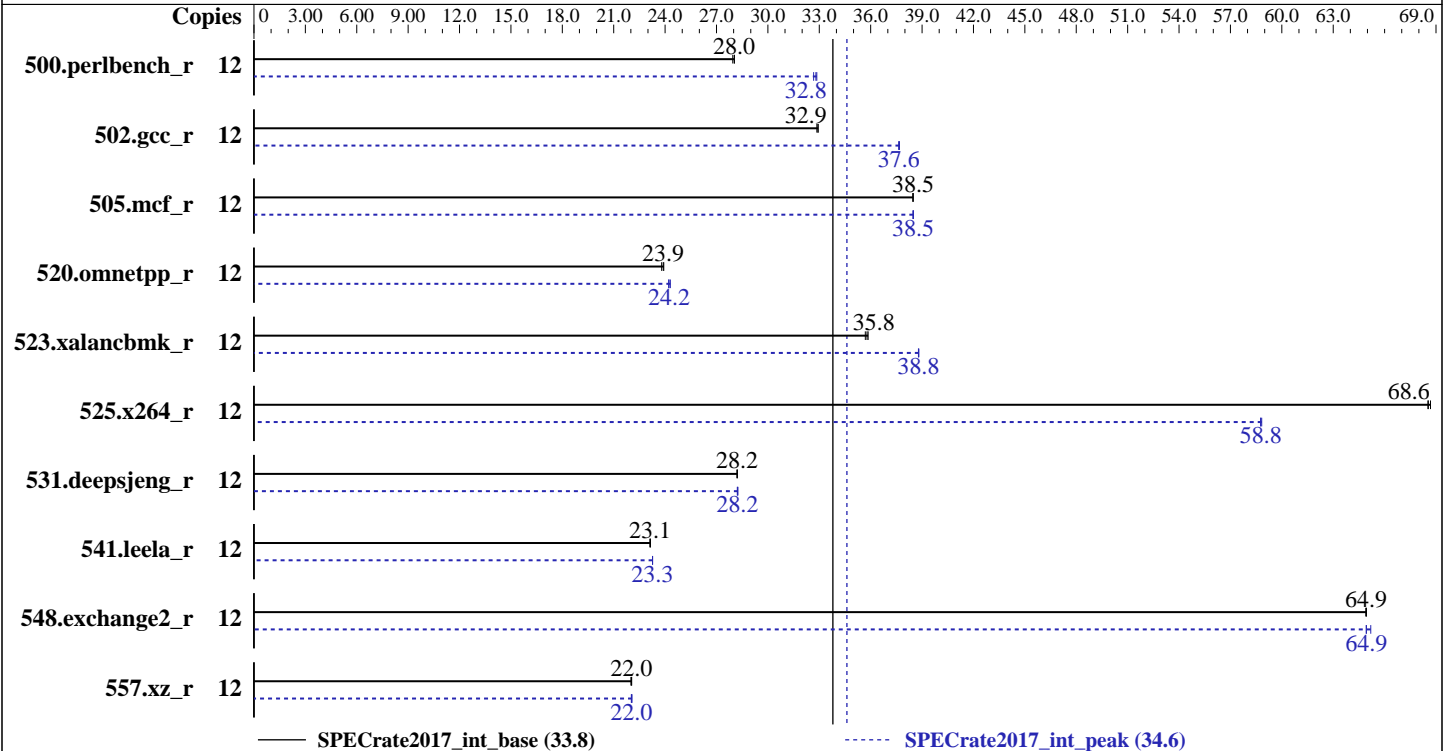 Copies 0 3.00 6.00 9.00 12.0 15.0 18.0 21.0 24.0 27.0 30.0 33.0 36.0 39.0 42.0 45.0 48.0 51.0 54.0 57.0 60.0 63.0 69.0
28.0
500.perlbench_r 12
32.8
32.9
502.gcc_r 12
37.6
38.5
505.mcf_r 12
38.5
23.9
520.omnetpp_r 12
24.2
35.8
523.xalancbmk_r 12
38.8
68.6
525.x264_r 12
58.8
28.2
531.deepsjeng_r 12
28.2
23.1
541.leela_r 12
23.3
64.9
548.exchange2_r 12
64.9
22.0
557.xz_r 12
22.0
SPECrate2017_int_base (33.8) SPECrate2017_int_peak (34.6)